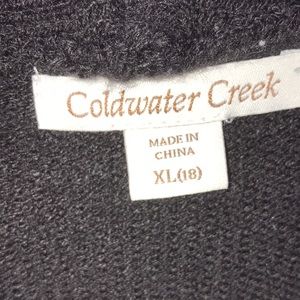 Coldwater Creek
MADE IN
CHINA
XL(18)